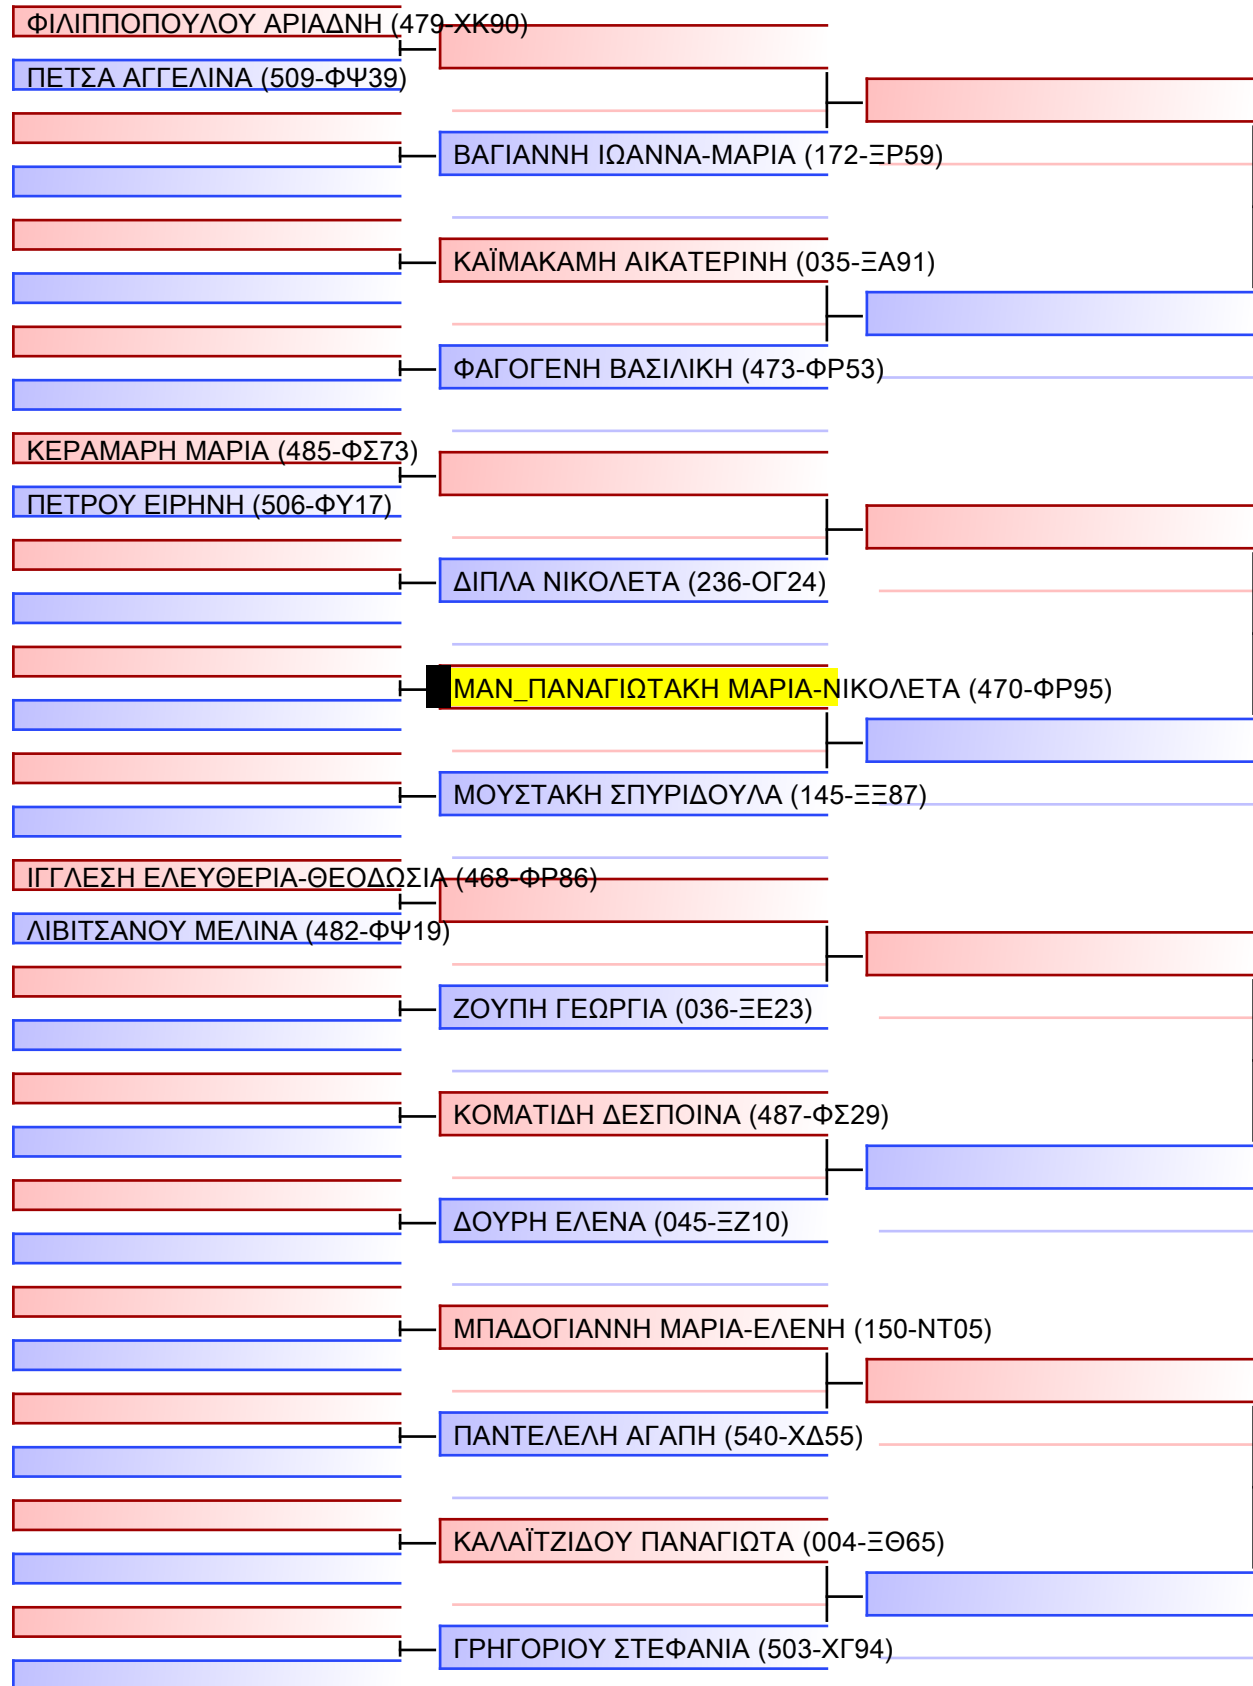 ΦΙΛΙΠΠΟΠΟΥΛΟΥ ΑΡΙΑΔΝΗ (479-ΧΚ90)
ΠΕΤΣΑ ΑΓΓΕΛΙΝΑ (509-ΦΨ39)
ΒΑΓΙΑΝΝΗ ΙΩΑΝΝΑ-ΜΑΡΙΑ (172-ΞΡ59)
ΚΑΪΜΑΚΑΜΗ ΑΙΚΑΤΕΡΙΝΗ (035-ΞΑ91)
ΦΑΓΟΓΕΝΗ ΒΑΣΙΛΙΚΗ (473-ΦΡ53)
ΚΕΡΑΜΑΡΗ ΜΑΡΙΑ (485-ΦΣ73)
ΠΕΤΡΟΥ ΕΙΡΗΝΗ (506-ΦΥ17)
ΔΙΠΛΑ ΝΙΚΟΛΕΤΑ (236-ΟΓ24)
ΜΑΝ_ΠΑΝΑΓΙΩΤΑΚΗ ΜΑΡΙΑ-ΝΙΚΟΛΕΤΑ (470-ΦΡ95)
ΜΟΥΣΤΑΚΗ ΣΠΥΡΙΔΟΥΛΑ (145-ΞΞ87)
ΙΓΓΛΕΣΗ ΕΛΕΥΘΕΡΙΑ-ΘΕΟΔΩΣΙΑ (468-ΦΡ86)
ΛΙΒΙΤΣΑΝΟΥ ΜΕΛΙΝΑ (482-ΦΨ19)
ΖΟΥΠΗ ΓΕΩΡΓΙΑ (036-ΞΕ23)
ΚΟΜΑΤΙΔΗ ΔΕΣΠΟΙΝΑ (487-ΦΣ29)
ΔΟΥΡΗ ΕΛΕΝΑ (045-ΞΖ10)
ΜΠΑΔΟΓΙΑΝΝΗ ΜΑΡΙΑ-ΕΛΕΝΗ (150-ΝΤ05)
ΠΑΝΤΕΛΕΛΗ ΑΓΑΠΗ (540-ΧΔ55)
ΚΑΛΑΪΤΖΙΔΟΥ ΠΑΝΑΓΙΩΤΑ (004-ΞΘ65)
ΓΡΗΓΟΡΙΟΥ ΣΤΕΦΑΝΙΑ (503-ΧΓ94)